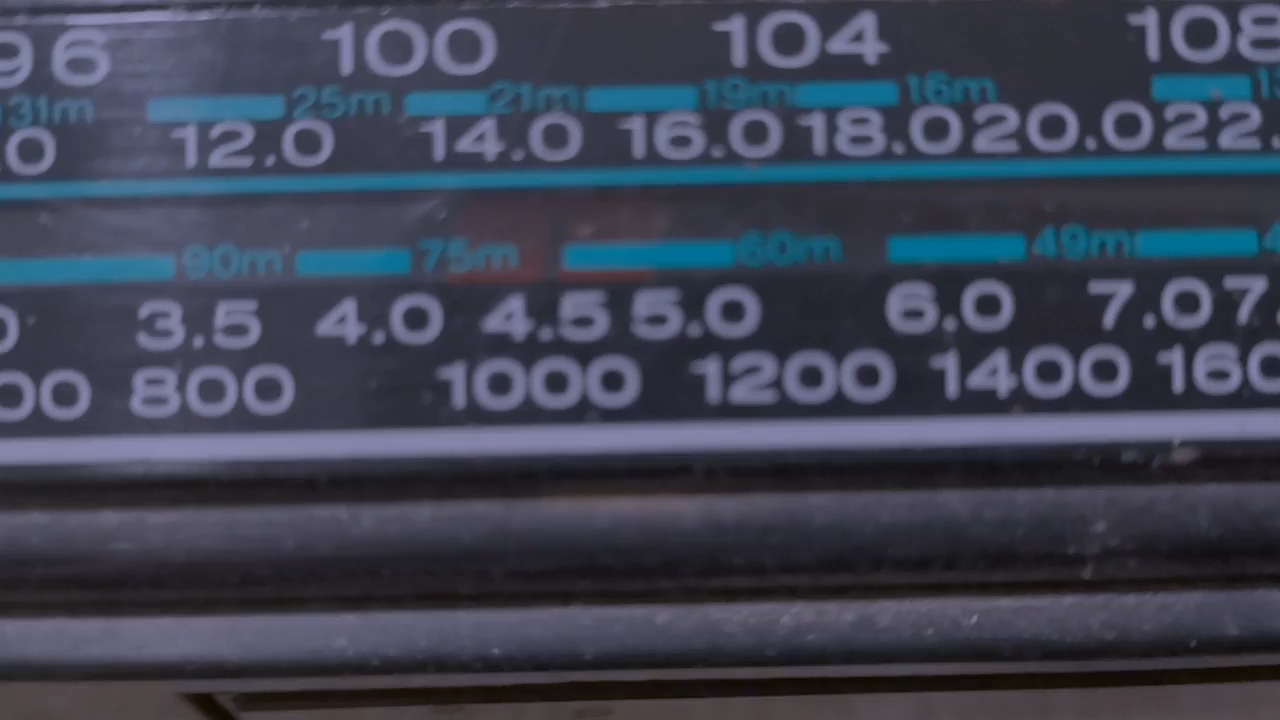 96 100 104 108
31m 25m 21m 19m 16m
.0 12.0 14.0 16.0 18.0 20.0 22.
90m 75m 60m 49m 4
0 3.5 4.0 4.5 5.0 6.0 7.0 7.
00 800 1000 1200 1400 160